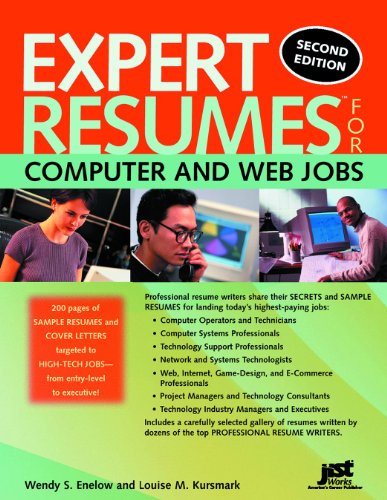 EXPERT
SECOND
EDITION
RESUMES™
FOR
COMPUTER AND WEB JOBS
200 pages of
SAMPLE RESUMES and
COVER LETTERS
targeted to
HIGH-TECH JOBS—
from entry-level
to executive!
Professional resume writers share their SECRETS and SAMPLE
RESUMES for landing today's highest-paying jobs:
• Computer Operators and Technicians
• Computer Systems Professionals
• Technology Support Professionals
• Network and Systems Technologists
• Web, Internet, Game-Design, and E-Commerce
Professionals
• Project Managers and Technology Consultants
• Technology Industry Managers and Executives
Includes a carefully selected gallery of resumes written by
dozens of the top PROFESSIONAL RESUME WRITERS.
Wendy S. Enelow and Louise M. Kursmark
jist
Works
America's Career Publisher